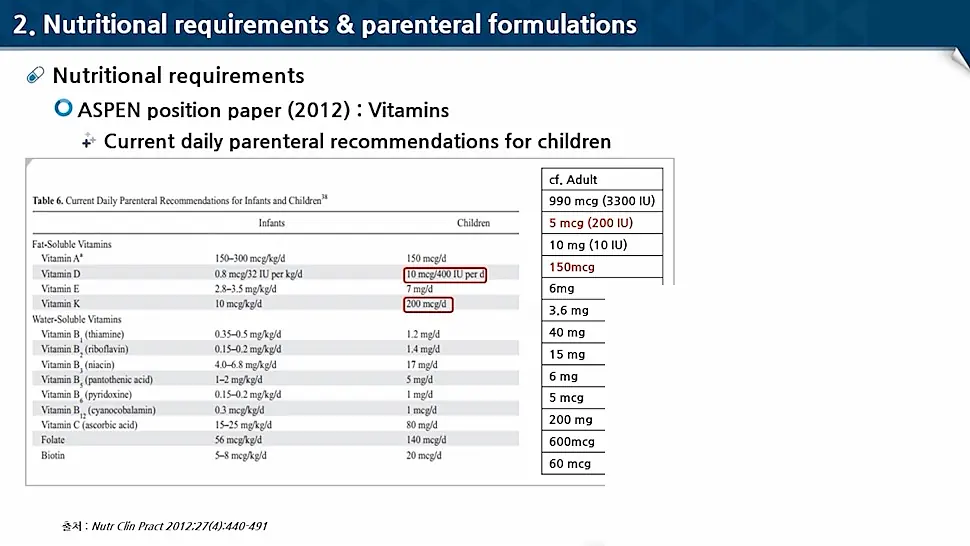 2. Nutritional requirements & parenteral formulations
Nutritional requirements
ASPEN position paper (2012) : Vitamins
Current daily parenteral recommendations for children
Table 6. Current Daily Parenteral Recommendations for Infants and Children38
Infants Children
Fat-Soluble Vitamins
Vitamin Aa 150–300 mcg/kg/d 150 mcg/d
Vitamin D 0.8 mcg/32 IU per kg/d 10 mcg/400 IU per d
Vitamin E 2.8–3.5 mg/kg/d 7 mg/d
Vitamin K 10 mcg/kg/d 200 mcg/d
Water-Soluble Vitamins
Vitamin B1 (thiamine) 0.35–0.5 mg/kg/d 1.2 mg/d
Vitamin B2 (riboflavin) 0.15–0.2 mg/kg/d 1.4 mg/d
Vitamin B3 (niacin) 4.0–6.8 mg/kg/d 17 mg/d
Vitamin B5 (pantothenic acid) 1–2 mg/kg/d 5 mg/d
Vitamin B6 (pyridoxine) 0.15–0.2 mg/kg/d 1 mg/d
Vitamin B12 (cyanocobalamin) 0.3 mcg/kg/d 1 mcg/d
Vitamin C (ascorbic acid) 15–25 mg/kg/d 80 mg/d
Folate 56 mcg/kg/d 140 mcg/d
Biotin 5–8 mcg/kg/d 20 mcg/d
cf. Adult
990 mcg (3300 IU)
5 mcg (200 IU)
10 mg (10 IU)
150mcg
6mg
3.6 mg
40 mg
15 mg
6 mg
5 mcg
200 mg
600mcg
60 mcg
출처 : Nutr Clin Pract 2012;27(4):440-491